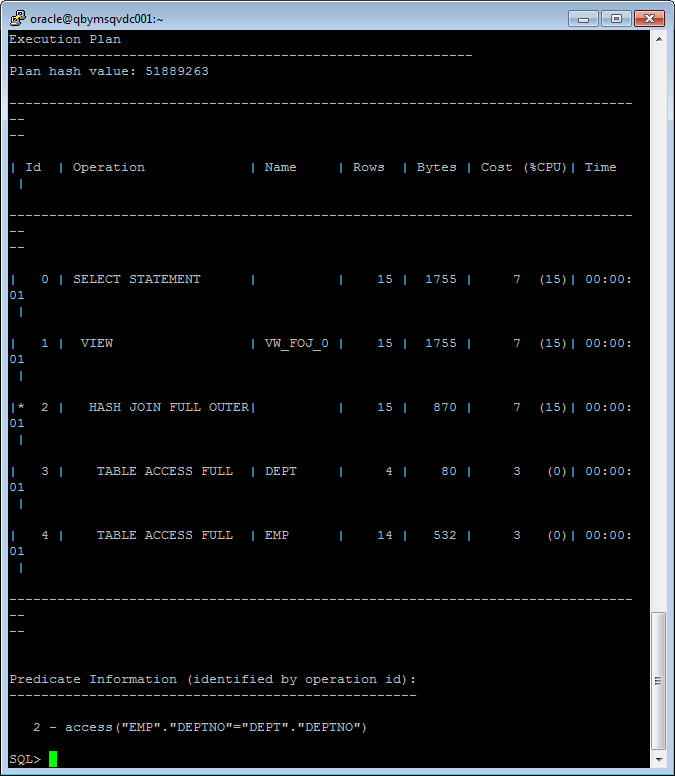 oracle@qbymsqvdc001:~
Execution Plan
----------------------------------------------------------
Plan hash value: 51889263

------------------------------------------------------------------------------
--
--

| Id  | Operation             | Name     | Rows  | Bytes | Cost (%CPU)| Time
 |

------------------------------------------------------------------------------
--
--

|   0 | SELECT STATEMENT      |          |    15 |  1755 |     7  (15)| 00:00:
01
 |

|   1 |  VIEW                 | VW_FOJ_0 |    15 |  1755 |     7  (15)| 00:00:
01
 |

|*  2 |   HASH JOIN FULL OUTER|          |    15 |   870 |     7  (15)| 00:00:
01
 |

|   3 |    TABLE ACCESS FULL  | DEPT     |     4 |    80 |     3   (0)| 00:00:
01
 |

|   4 |    TABLE ACCESS FULL  | EMP      |    14 |   532 |     3   (0)| 00:00:
01
 |

------------------------------------------------------------------------------
--
--


Predicate Information (identified by operation id):
---------------------------------------------------

   2 - access("EMP"."DEPTNO"="DEPT"."DEPTNO")

SQL>